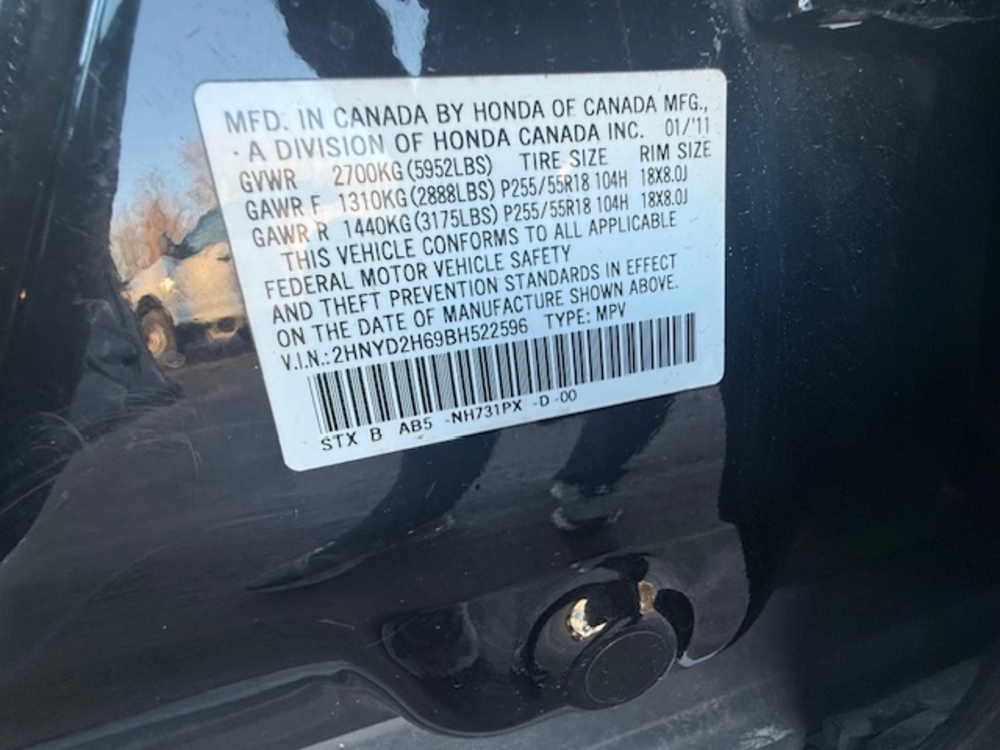 MFD. IN CANADA BY HONDA OF CANADA MFG.,
A DIVISION OF HONDA CANADA INC. 01/'11
GVWR 2700KG(5952LBS) TIRE SIZE RIM SIZE
GAWR F 1310KG(2888LBS) P255/55R18 104H 18X8.0J
GAWR R 1440KG(3175LBS) P255/55R18 104H 18X8.0J
THIS VEHICLE CONFORMS TO ALL APPLICABLE
FEDERAL MOTOR VEHICLE SAFETY
AND THEFT PREVENTION STANDARDS IN EFFECT
ON THE DATE OF MANUFACTURE SHOWN ABOVE.
V.I.N.: 2HNYD2H69BH522596 TYPE: MPV
STX B AB5 -NH731PX -D -00